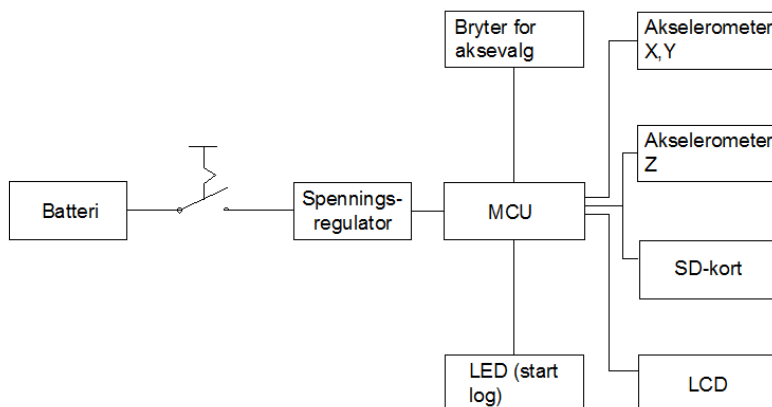 Bryter for
aksevalg
Akselerometer
X,Y
Akselerometer
Z
Batteri
Spennings-
regulator
MCU
SD-kort
LED (start
log)
LCD